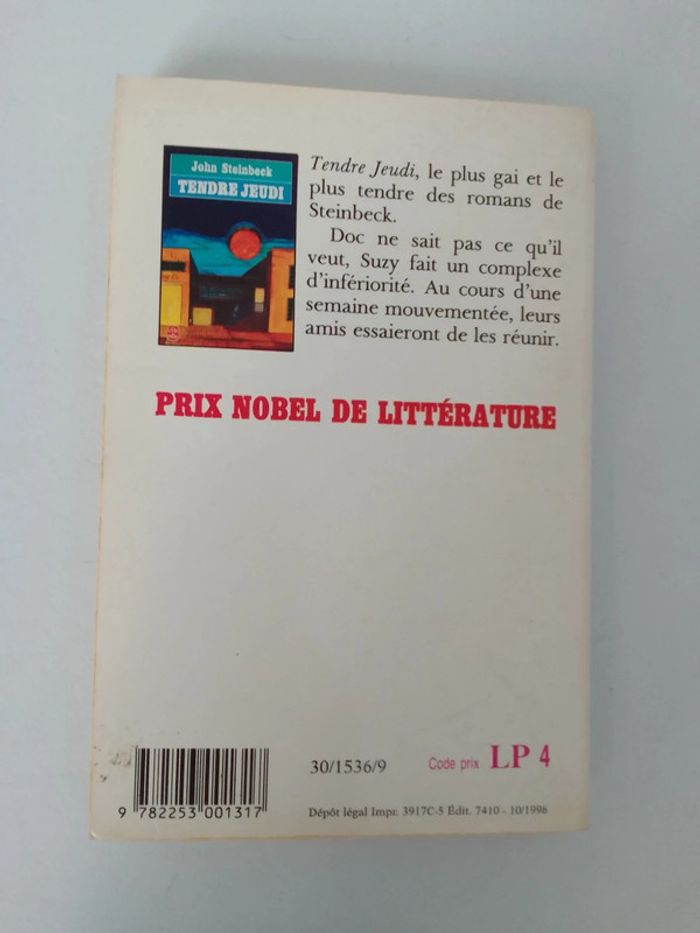 John Steinbeck
TENDRE JEUDI
Tendre Jeudi, le plus gai et le
plus tendre des romans de
Steinbeck.
Doc ne sait pas ce qu'il
veut, Suzy fait un complexe
d'infériorité. Au cours d'une
semaine mouvementée, leurs
amis essaieront de les réunir.
PRIX NOBEL DE LITTÉRATURE
30/1536/9
Code prix LP 4
9 782253 001317
Dépôt légal Impr. 3917C-5 Édit. 7410 - 10/1996